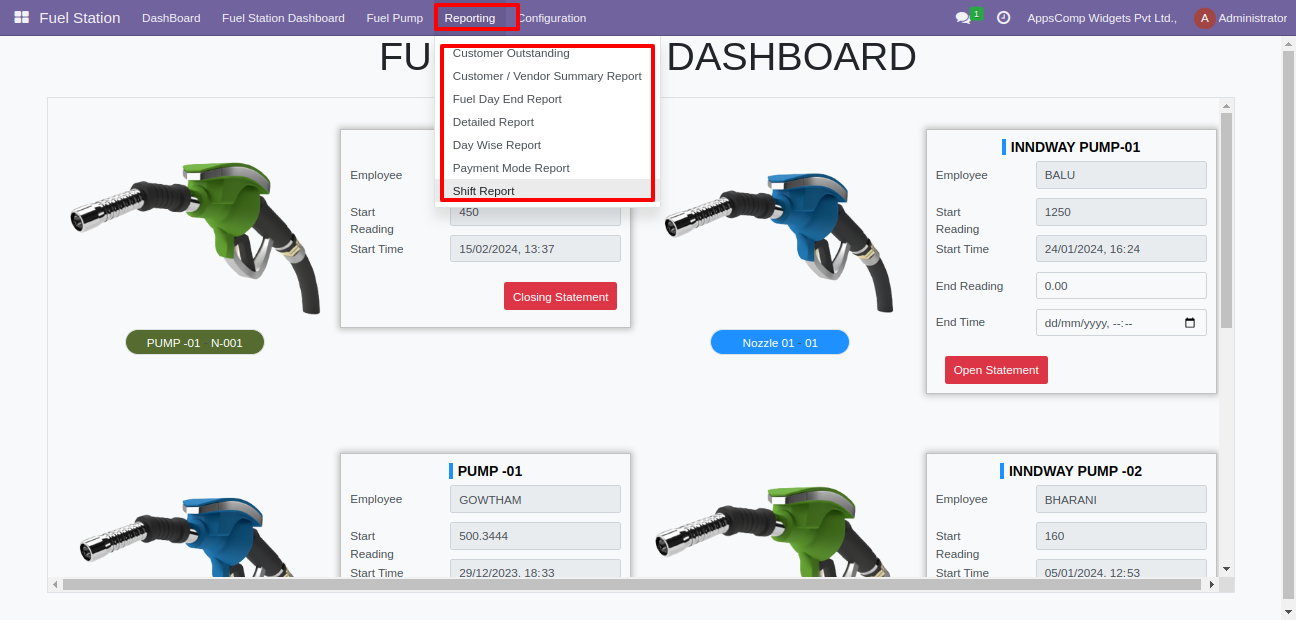 Fuel Station DashBoard Fuel Station Dashboard Fuel Pump Reporting Configuration 1 AppsComp Widgets Pvt Ltd., A Administrator
FU DASHBOARD
Customer Outstanding
Customer / Vendor Summary Report
Fuel Day End Report
Detailed Report
Day Wise Report
Payment Mode Report
Shift Report
Employee
Start Reading 450
Start Time 15/02/2024, 13:37
Closing Statement
PUMP -01 N-001
INNDWAY PUMP-01
Employee BALU
Start Reading 1250
Start Time 24/01/2024, 16:24
End Reading 0.00
End Time dd/mm/yyyy, --:--
Open Statement
Nozzle 01 - 01
PUMP -01
Employee GOWTHAM
Start Reading 500.3444
Start Time 29/12/2023, 18:33
INNDWAY PUMP -02
Employee BHARANI
Start Reading 160
Start Time 05/01/2024, 12:53